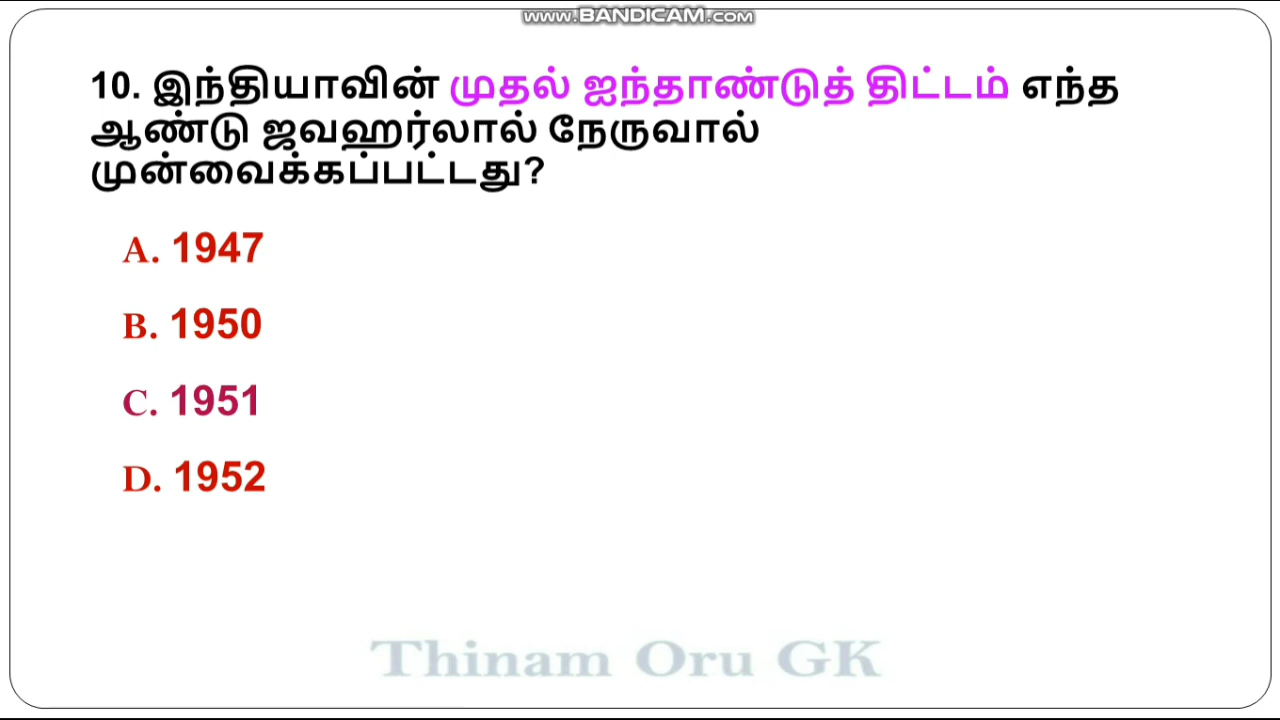 www.BANDICAM.com
10. இந்தியாவின் முதல் ஐந்தாண்டுத் திட்டம் எந்த
ஆண்டு ஜவஹர்லால் நேருவால்
முன்வைக்கப்பட்டது?
A. 1947
B. 1950
C. 1951
D. 1952
Thinam Oru GK